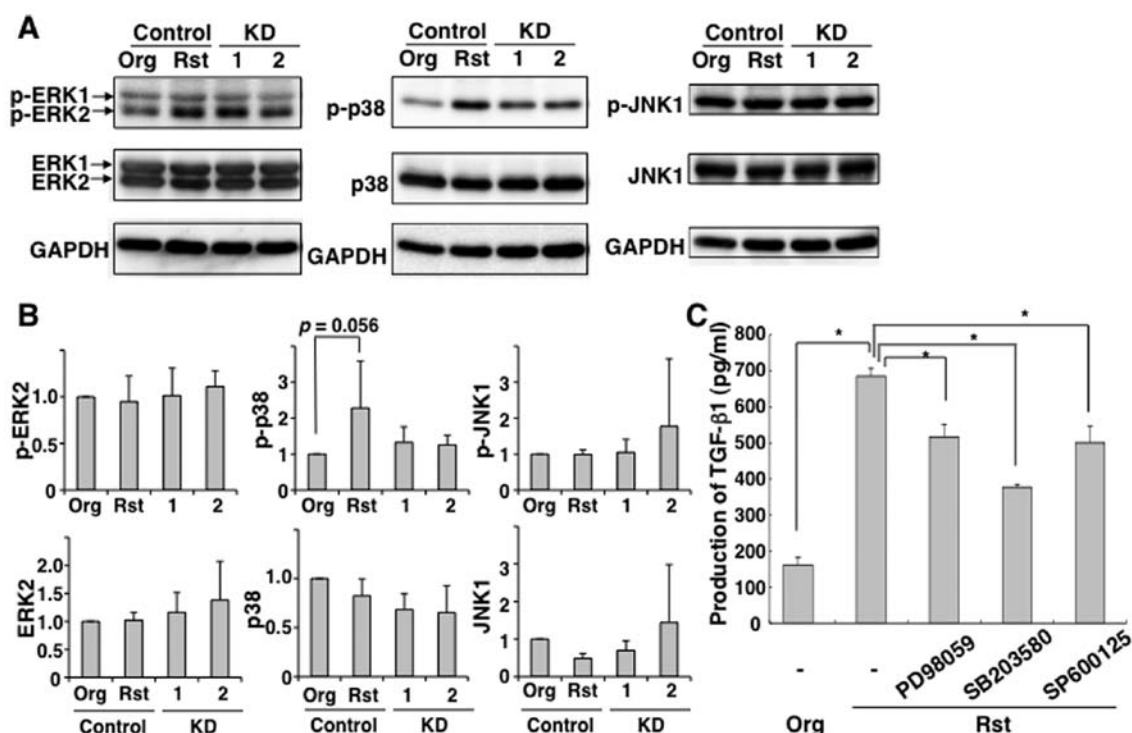 A
Control KD
Org Rst 1 2
p-ERK1
p-ERK2
ERK1
ERK2
GAPDH
Control KD
Org Rst 1 2
p-p38
p38
GAPDH
Control KD
Org Rst 1 2
p-JNK1
JNK1
GAPDH
B
p-ERK2
1.0
0.5
0
Org Rst 1 2
p = 0.056
p-p38
3
2
1
0
Org Rst 1 2
p-JNK1
3
2
1
0
Org Rst 1 2
ERK2
2.0
1.5
1.0
0.5
0
Org Rst 1 2
Control KD
p38
1.0
0.5
0
Org Rst 1 2
Control KD
JNK1
3
2
1
0
Org Rst 1 2
Control KD
C
Production of TGF-β1 (pg/ml)
800
700
600
500
400
300
200
100
0
* * * *
- - PD98059 SB203580 SP600125
Org Rst